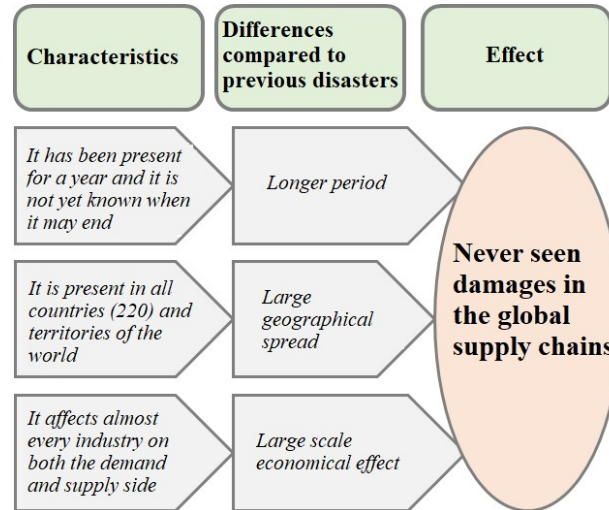 Characteristics
Differences
compared to
previous disasters
Effect
It has been present
for a year and it is
not yet known when
it may end
Longer period
It is present in all
countries (220) and
territories of the
world
Large
geographical
spread
It affects almost
every industry on
both the demand
and supply side
Large scale
economical effect
Never seen
damages in
the global
supply chains